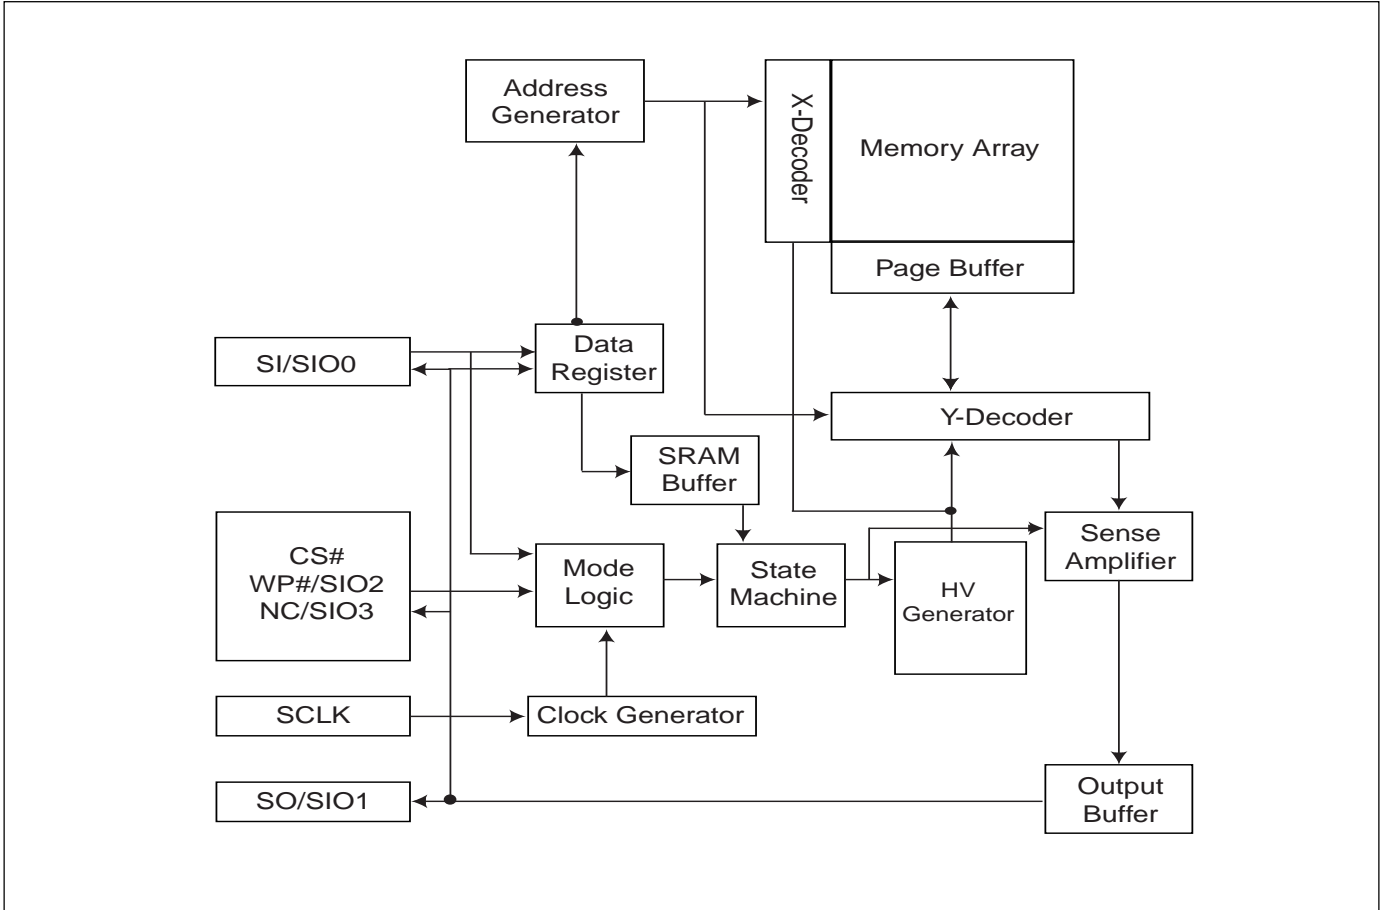 Address
Generator
X-Decoder
Memory Array
Page Buffer
SI/SIO0
Data
Register
Y-Decoder
SRAM
Buffer
CS#
WP#/SIO2
NC/SIO3
Mode
Logic
State
Machine
HV
Generator
Sense
Amplifier
SCLK
Clock Generator
SO/SIO1
Output
Buffer